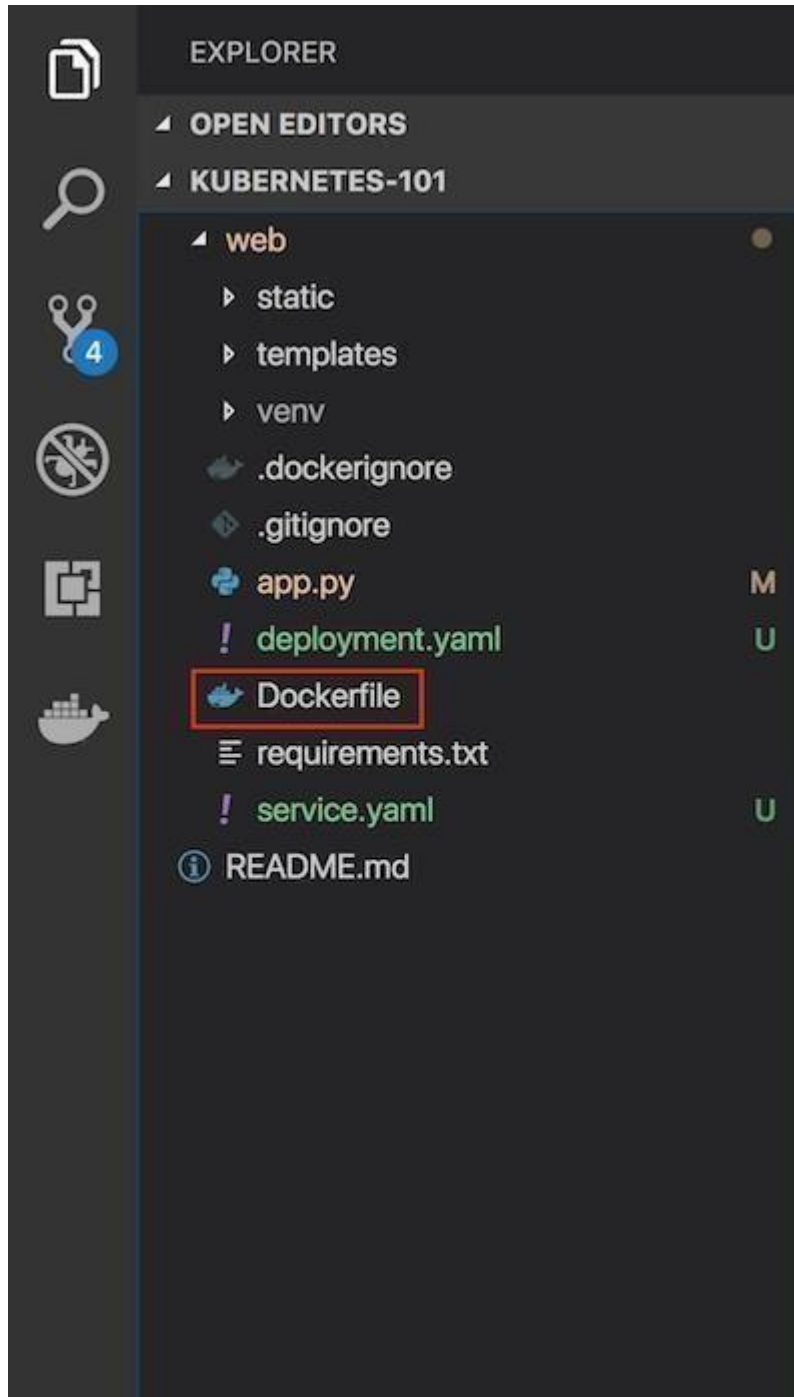 EXPLORER
OPEN EDITORS
KUBERNETES-101
web
static
templates
4
venv
.dockerignore
.gitignore
app.py M
deployment.yaml U
Dockerfile
requirements.txt
service.yaml U
README.md